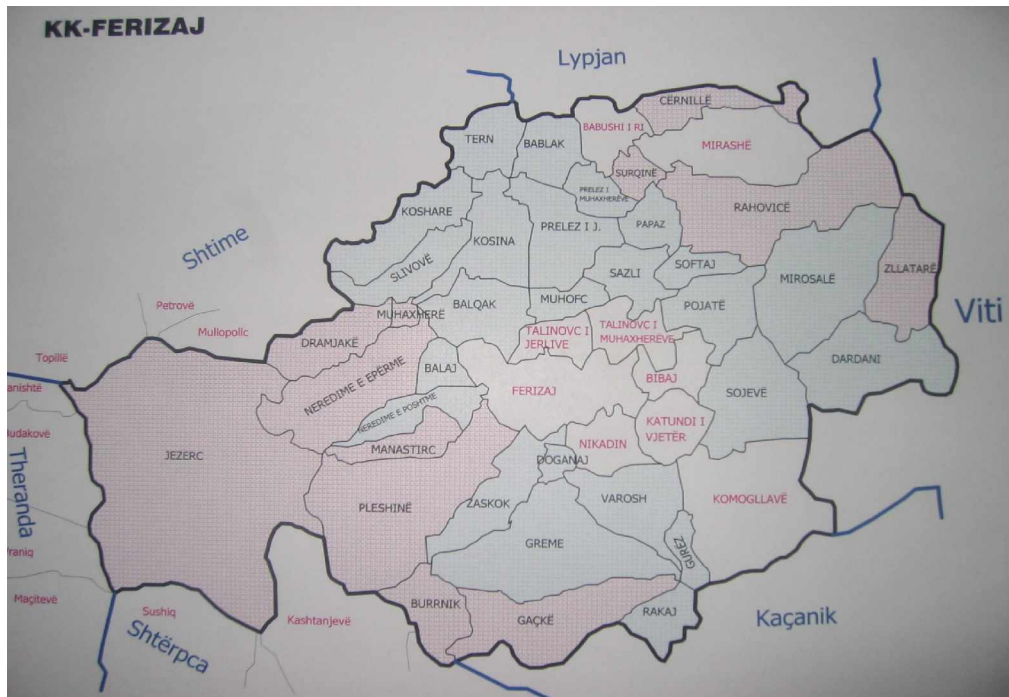 KK-FERIZAJ
Lypjan
CERNILLË
TERN
BABLAK
BABUSHI I RI
MIRASHË
SURQINË
PRELEZ I
MUHAXHERËVE
RAHOVICË
KOSHARE
KOSINA
PRELEZ I J.
PAPAZ
Shtime
SLIVOVË
SAZLI
SOFTAJ
MIROSALË
ZLLATARË
Petrovë
MUHAXHERË
BALQAK
MUHOFC
POJATË
Viti
Mullopollc
DRAMJAKË
TALINOVC I
JERLIVE
TALINOVC I
MUHAXHERËVE
Topillë
BALAJ
DARDANI
NEREDIME E EPËRME
FERIZAJ
BIBAJ
SOJEVË
NEREDIME E POSHTME
KATUNDI I
VJETËR
MANASTIRC
NIKADIN
JEZERC
DOGANAJ
Theranda
PLESHINË
ZASKOK
VAROSH
KOMOGLLAVË
GREME
GURËZ
Maçitevë
BURRNIK
Sushiq
Kashtanjevë
GAÇKË
RAKAJ
Kaçanik
Shtërpca